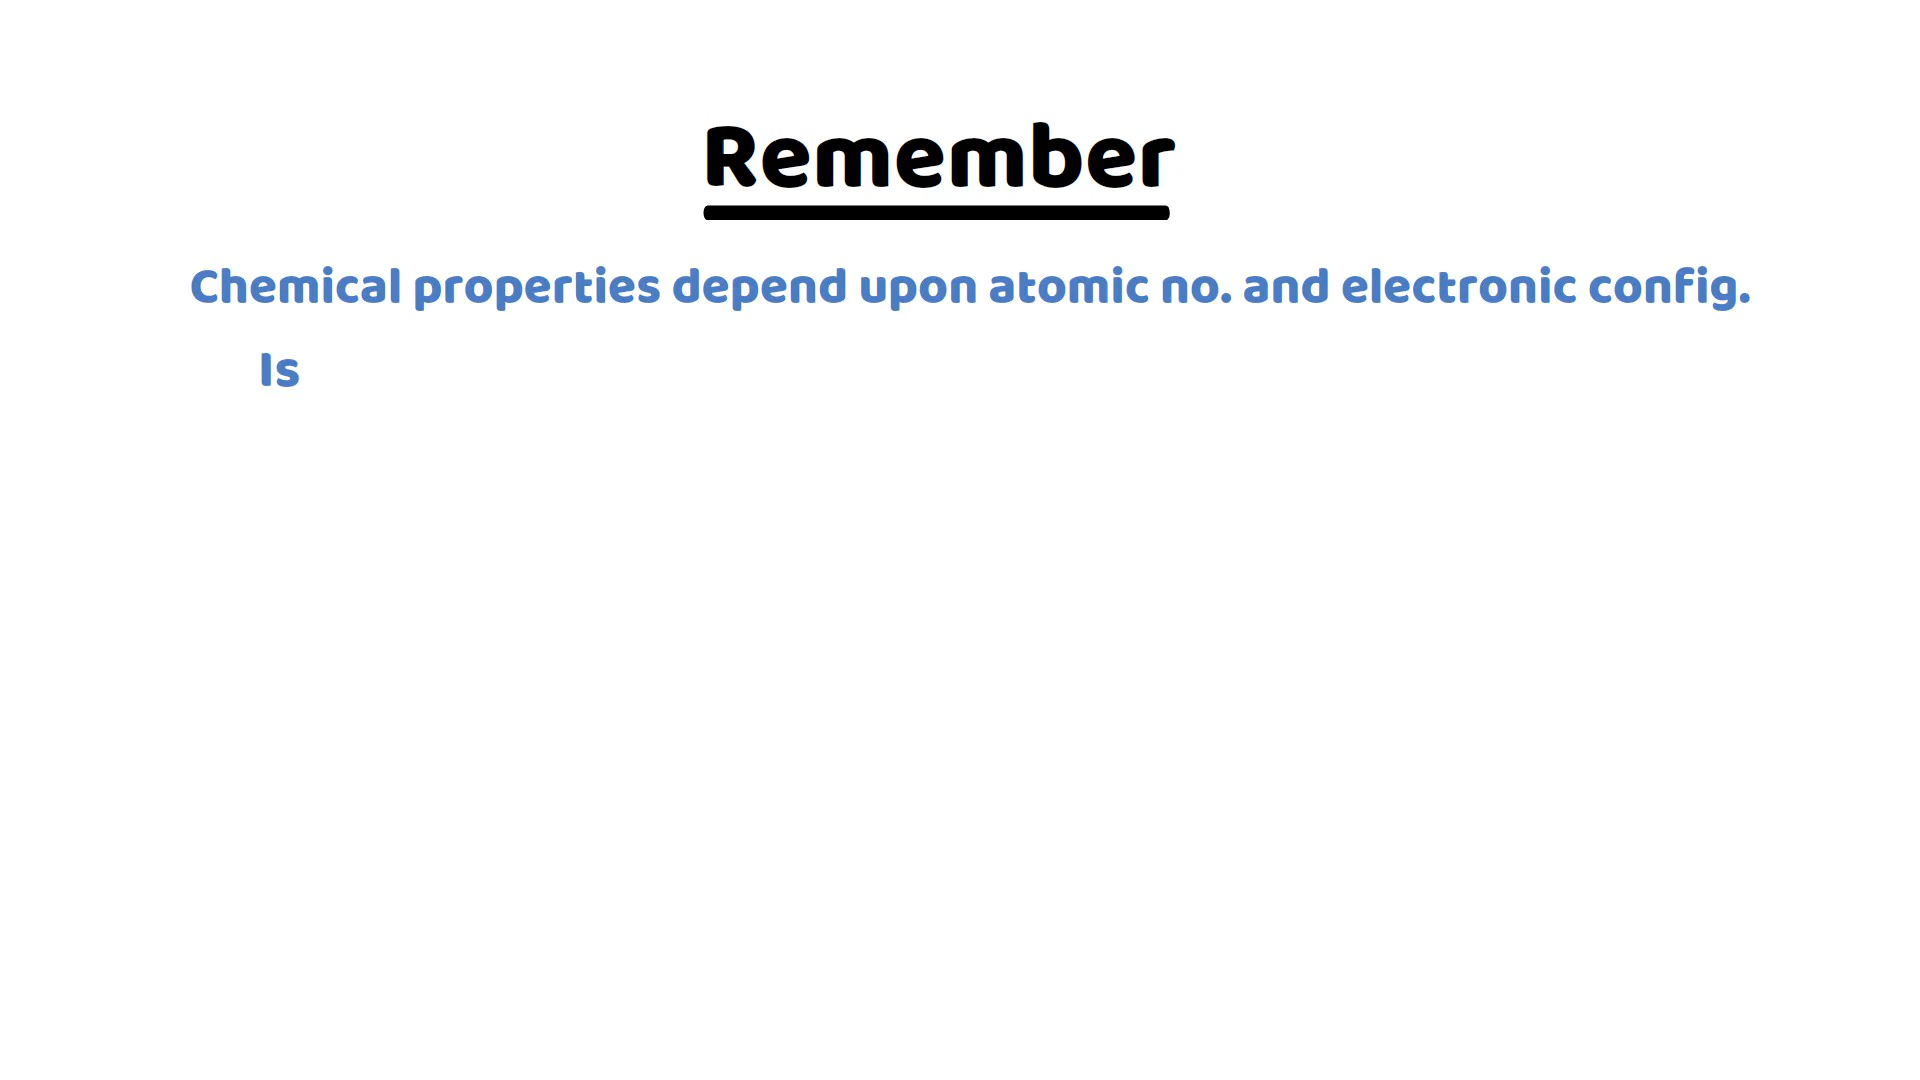 Remember
Chemical properties depend upon atomic no. and electronic config.
Is